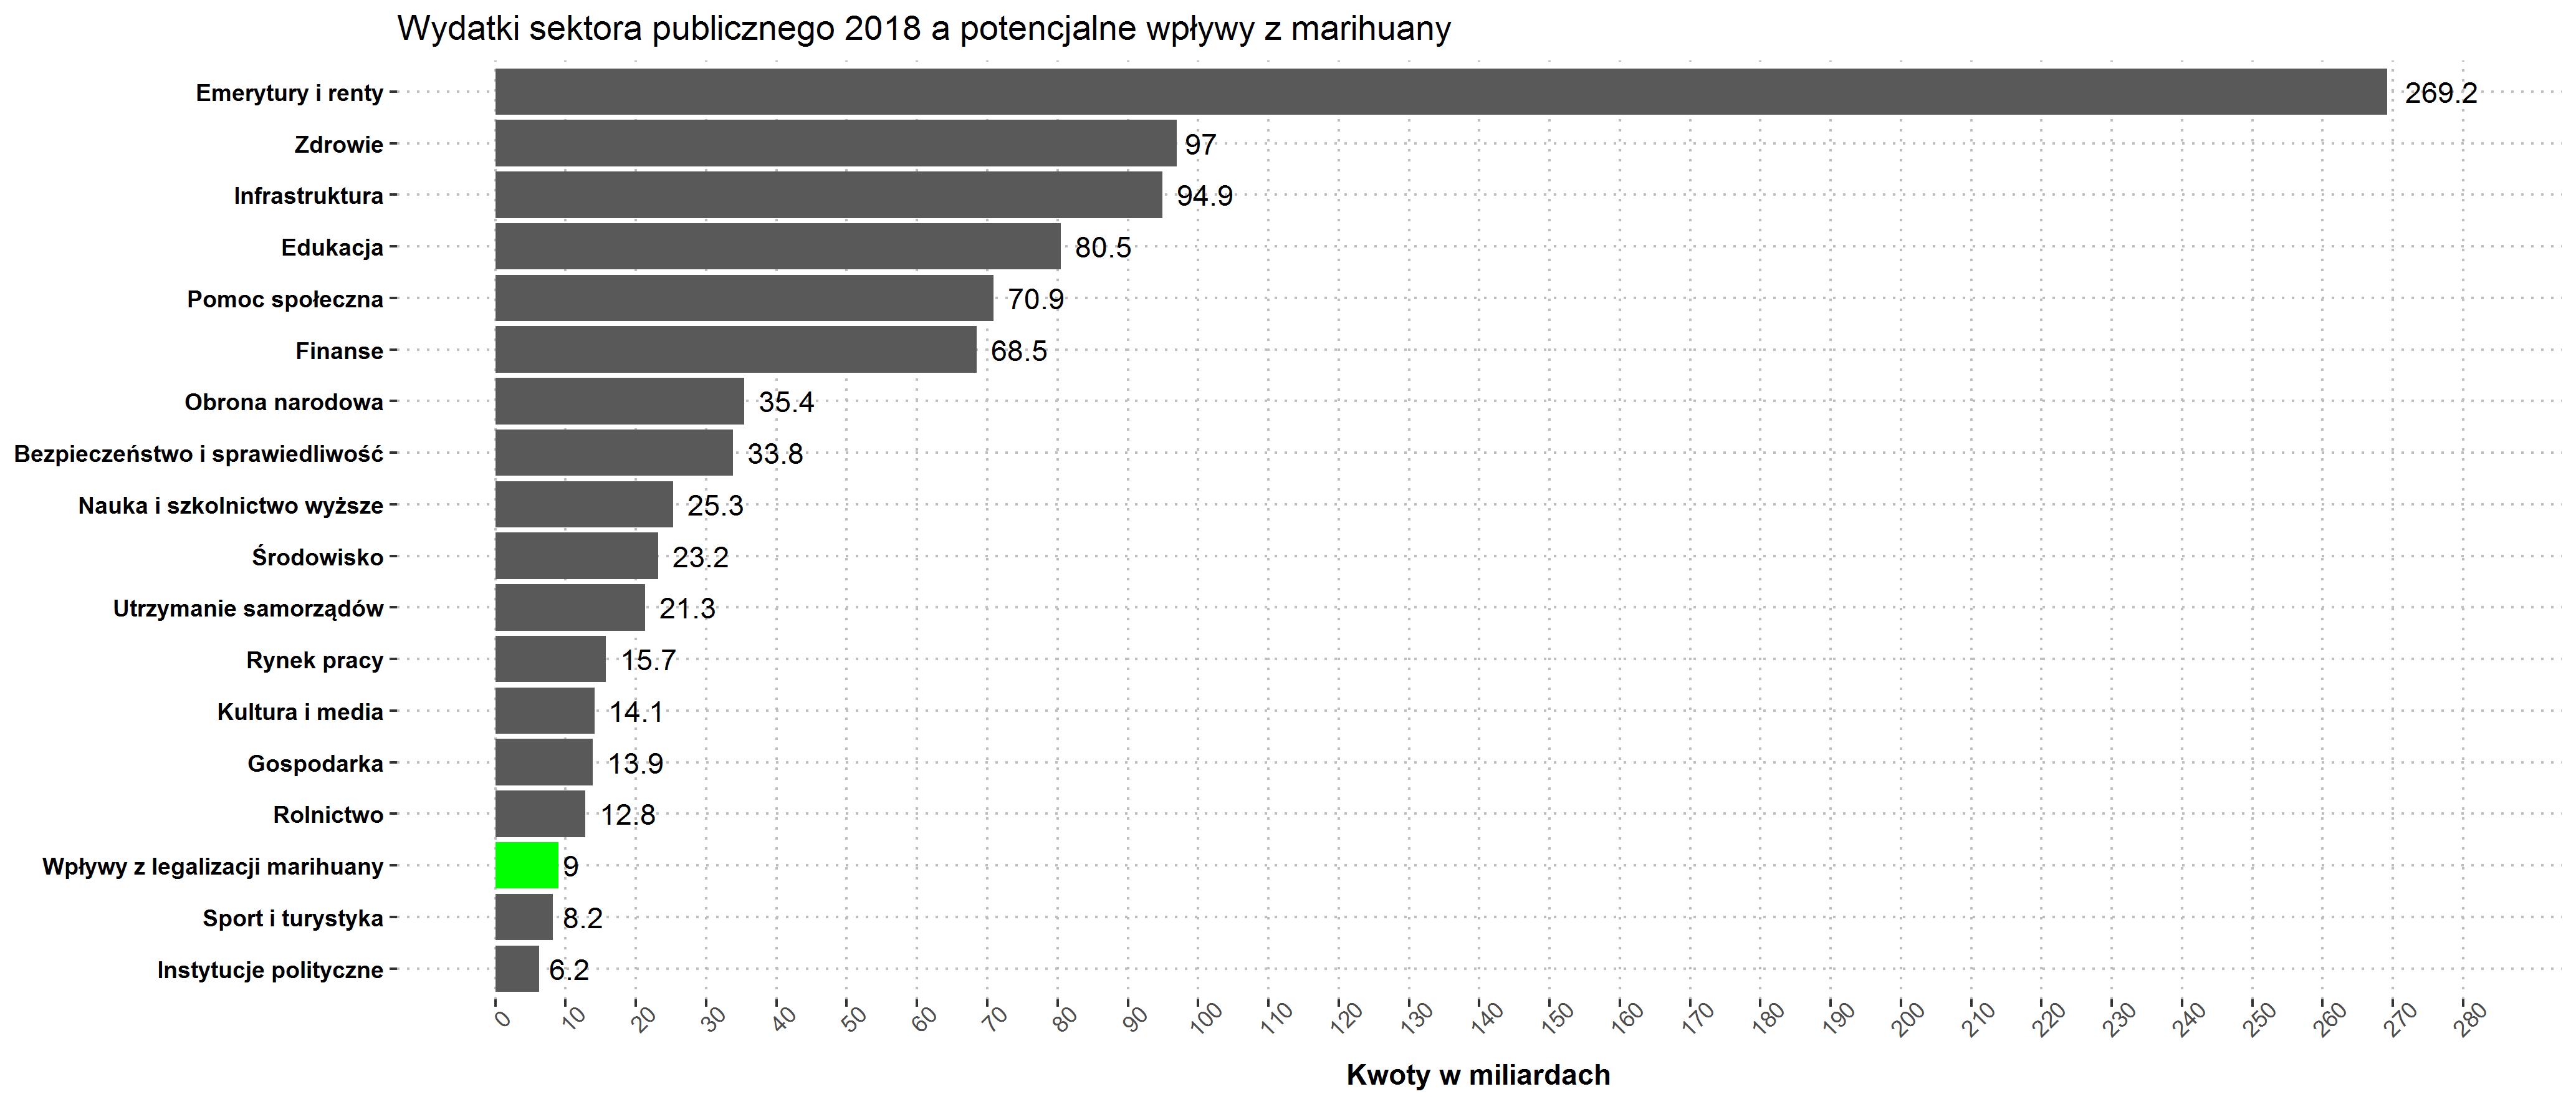 Wydatki sektora publicznego 2018 a potencjalne wpływy z marihuany
Emerytury i renty 269.2
Zdrowie 97
Infrastruktura 94.9
Edukacja 80.5
Pomoc społeczna 70.9
Finanse 68.5
Obrona narodowa 35.4
Bezpieczeństwo i sprawiedliwość 33.8
Nauka i szkolnictwo wyższe 25.3
Środowisko 23.2
Utrzymanie samorządów 21.3
Rynek pracy 15.7
Kultura i media 14.1
Gospodarka 13.9
Rolnictwo 12.8
Wpływy z legalizacji marihuany 9
Sport i turystyka 8.2
Instytucje polityczne 6.2
0 10 20 30 40 50 60 70 80 90 100 110 120 130 140 150 160 170 180 190 200 210 220 230 240 250 260 270 280
Kwoty w miliardach